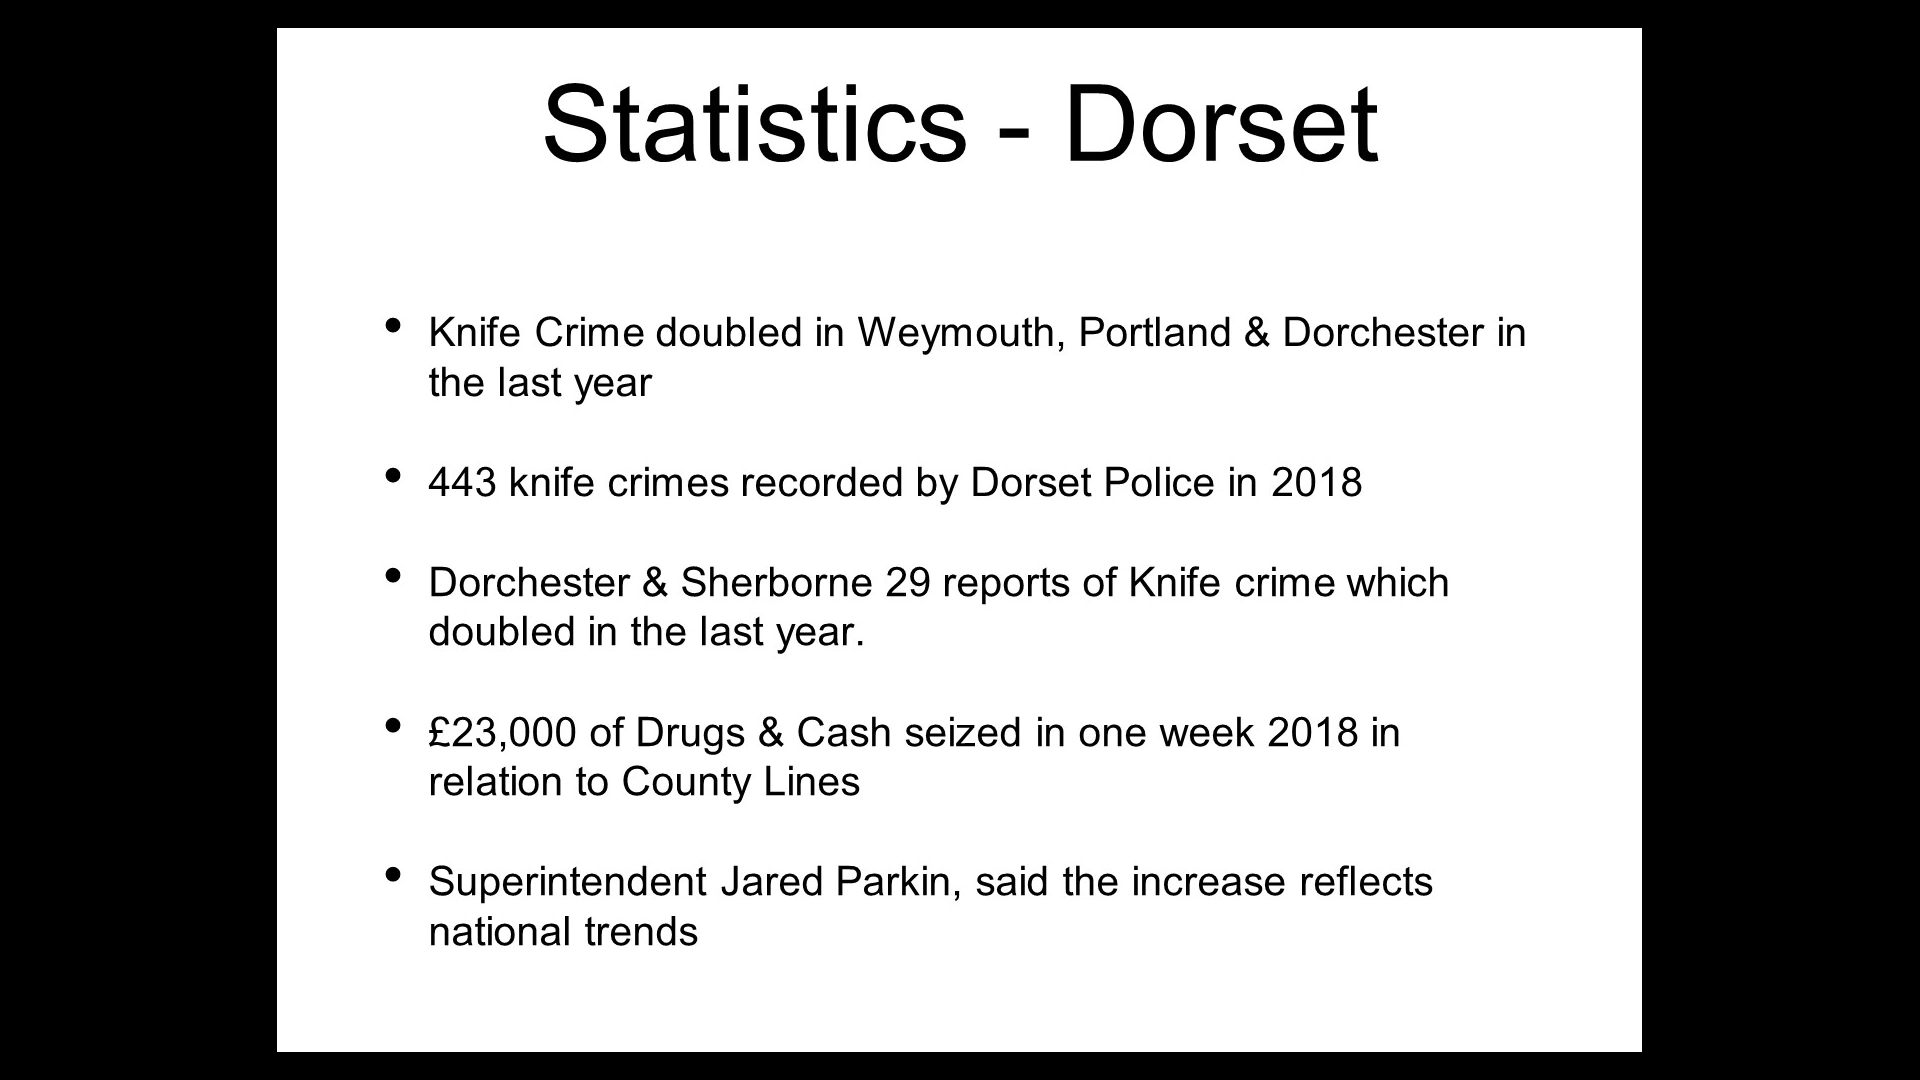 Statistics - Dorset
• Knife Crime doubled in Weymouth, Portland & Dorchester in
the last year
• 443 knife crimes recorded by Dorset Police in 2018
• Dorchester & Sherborne 29 reports of Knife crime which
doubled in the last year.
• £23,000 of Drugs & Cash seized in one week 2018 in
relation to County Lines
• Superintendent Jared Parkin, said the increase reflects
national trends